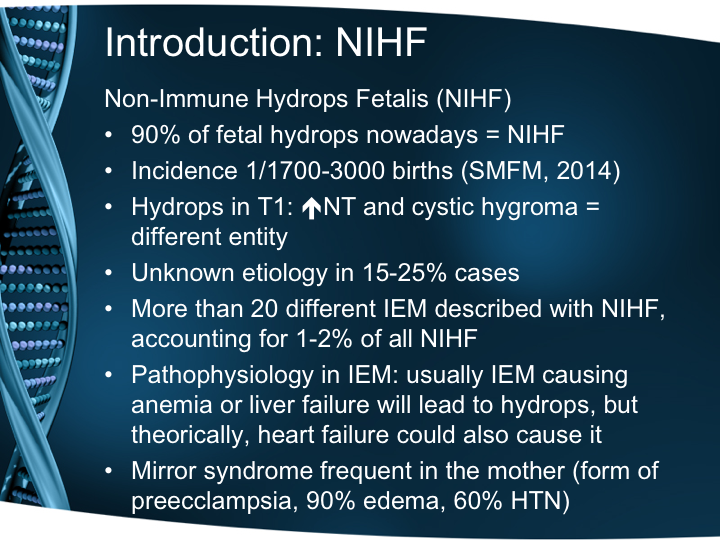 Introduction: NIHF
Non-Immune Hydrops Fetalis (NIHF)
• 90% of fetal hydrops nowadays = NIHF
• Incidence 1/1700-3000 births (SMFM, 2014)
• Hydrops in T1: 🡅NT and cystic hygroma =
different entity
• Unknown etiology in 15-25% cases
• More than 20 different IEM described with NIHF,
accounting for 1-2% of all NIHF
• Pathophysiology in IEM: usually IEM causing
anemia or liver failure will lead to hydrops, but
theorically, heart failure could also cause it
• Mirror syndrome frequent in the mother (form of
preecclampsia, 90% edema, 60% HTN)